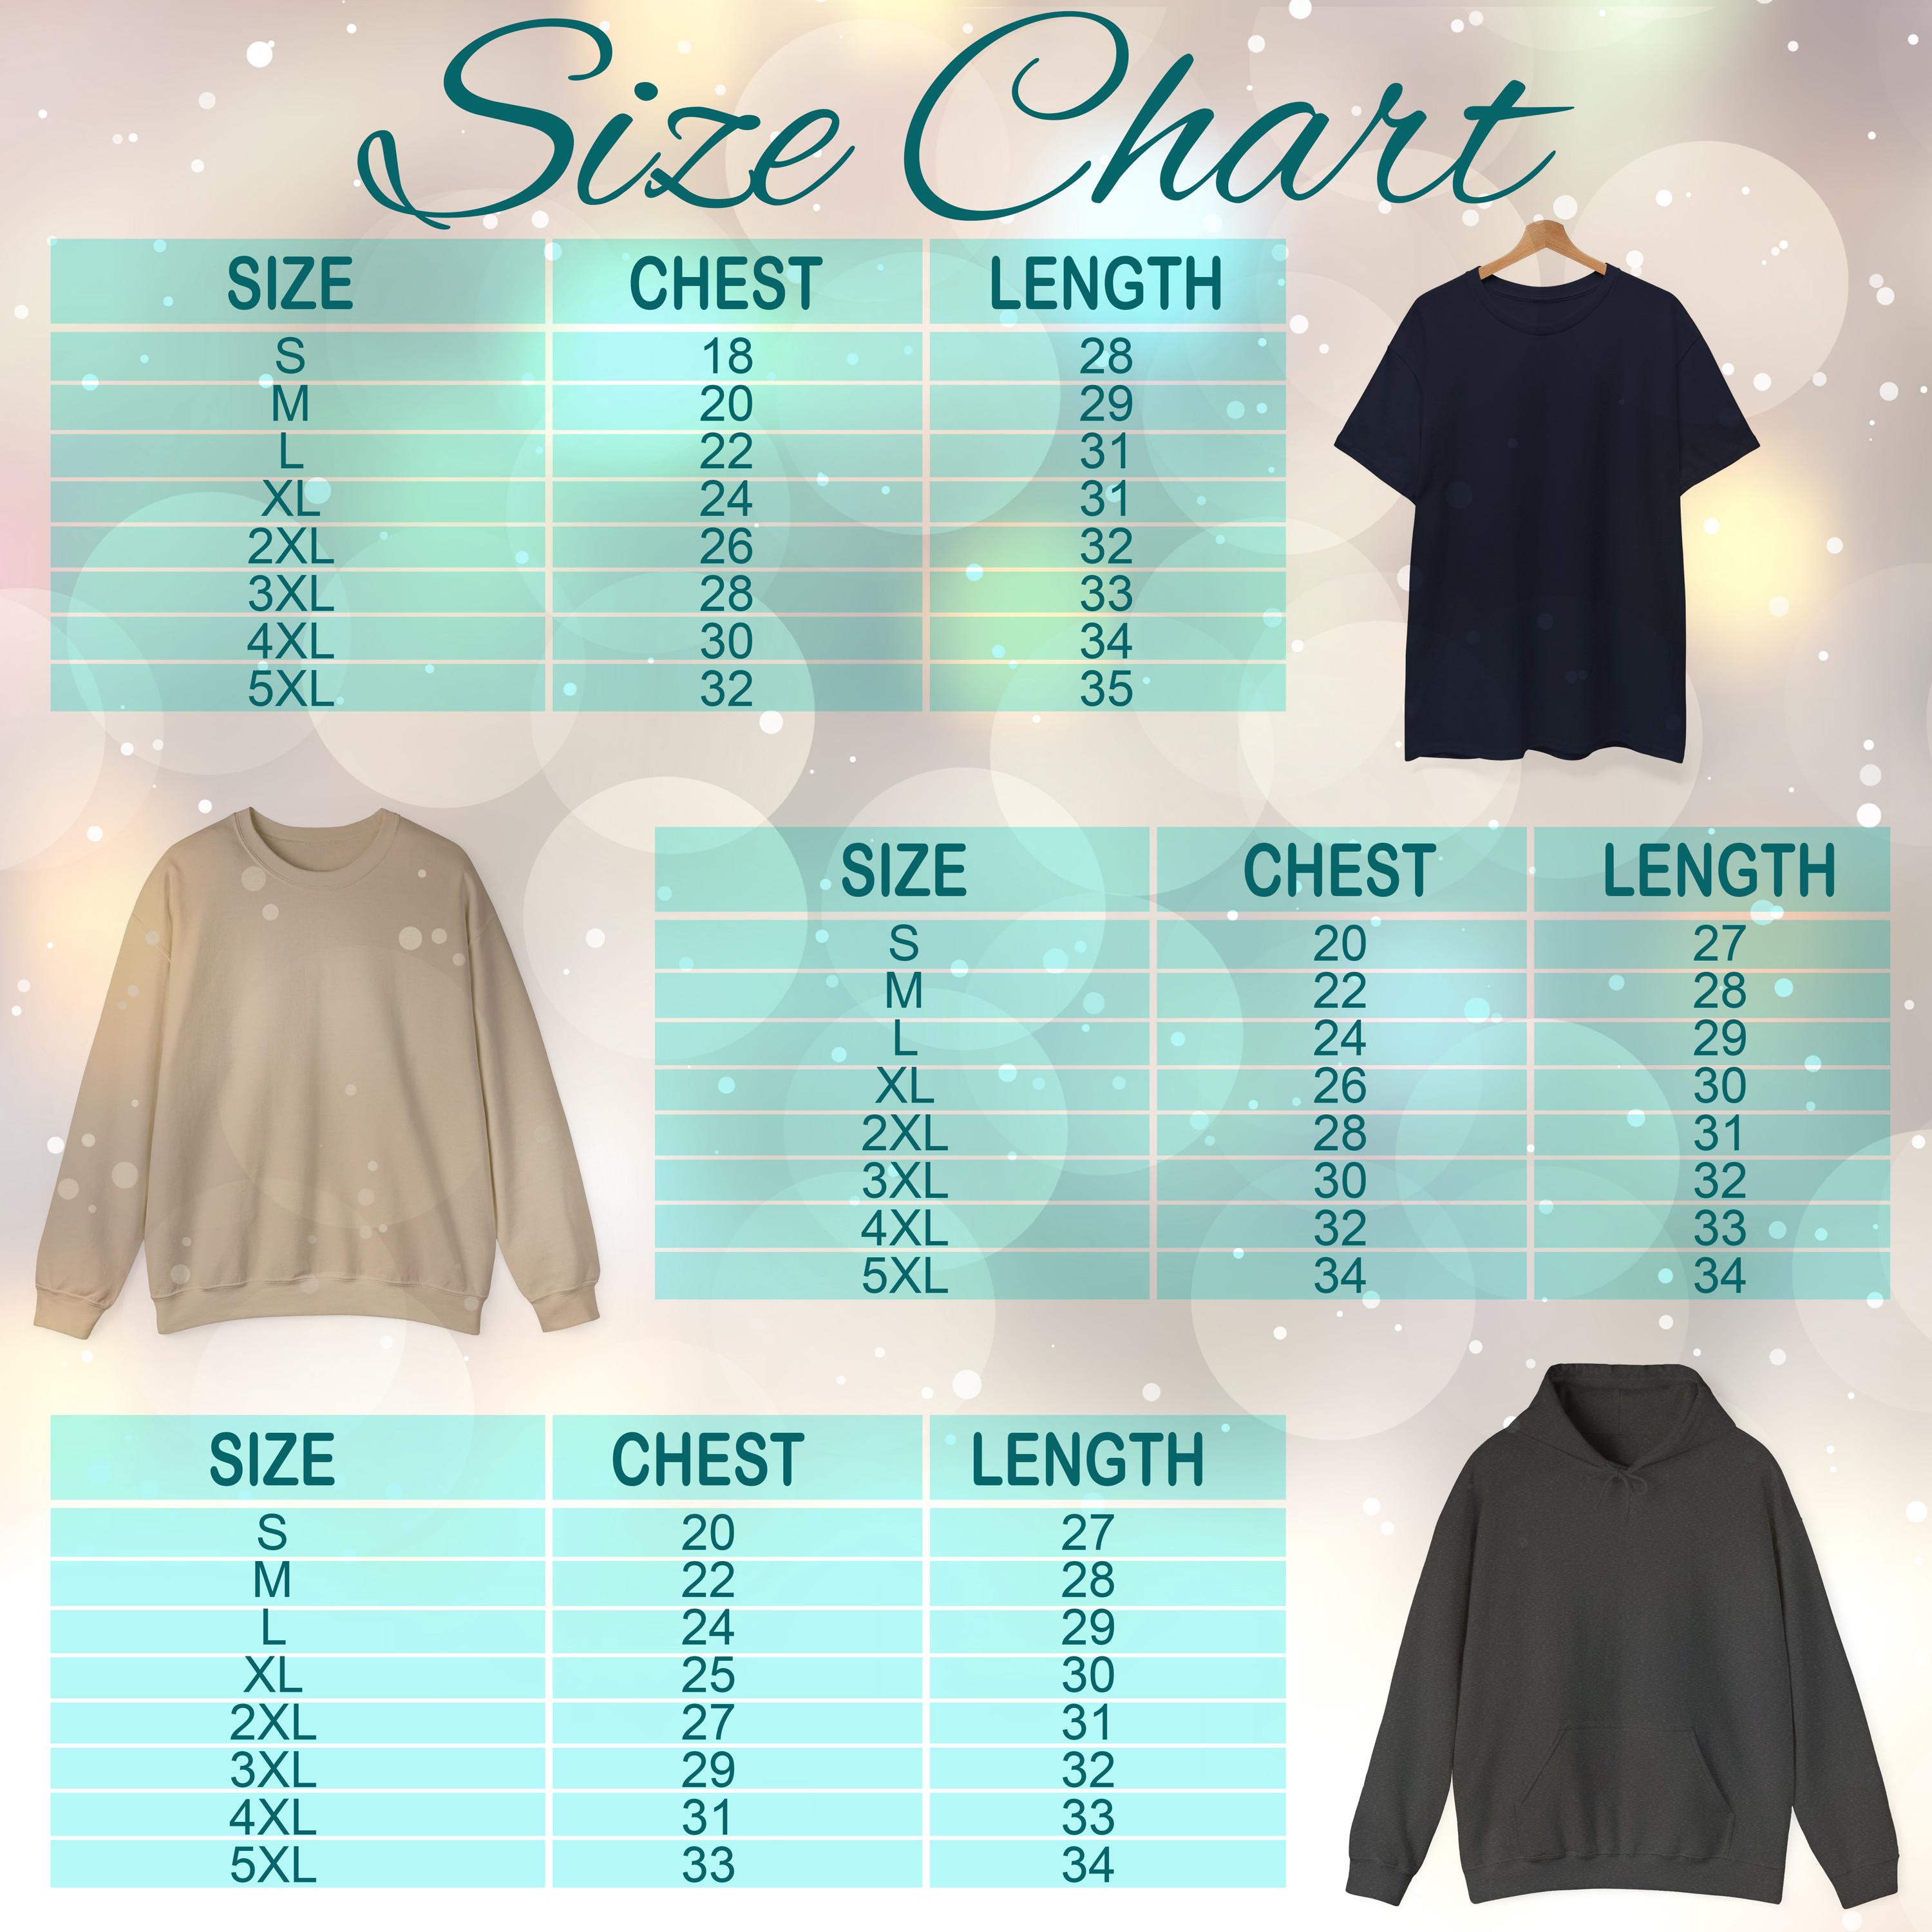 Size Chart
SIZE CHEST LENGTH
S 18 28
M 20 29
L 22 31
XL 24 31
2XL 26 32
3XL 28 33
4XL 30 34
5XL 32 35
SIZE CHEST LENGTH
S 20 27
M 22 28
L 24 29
XL 26 30
2XL 28 31
3XL 30 32
4XL 32 33
5XL 34 34
SIZE CHEST LENGTH
S 20 27
M 22 28
L 24 29
XL 25 30
2XL 27 31
3XL 29 32
4XL 31 33
5XL 33 34